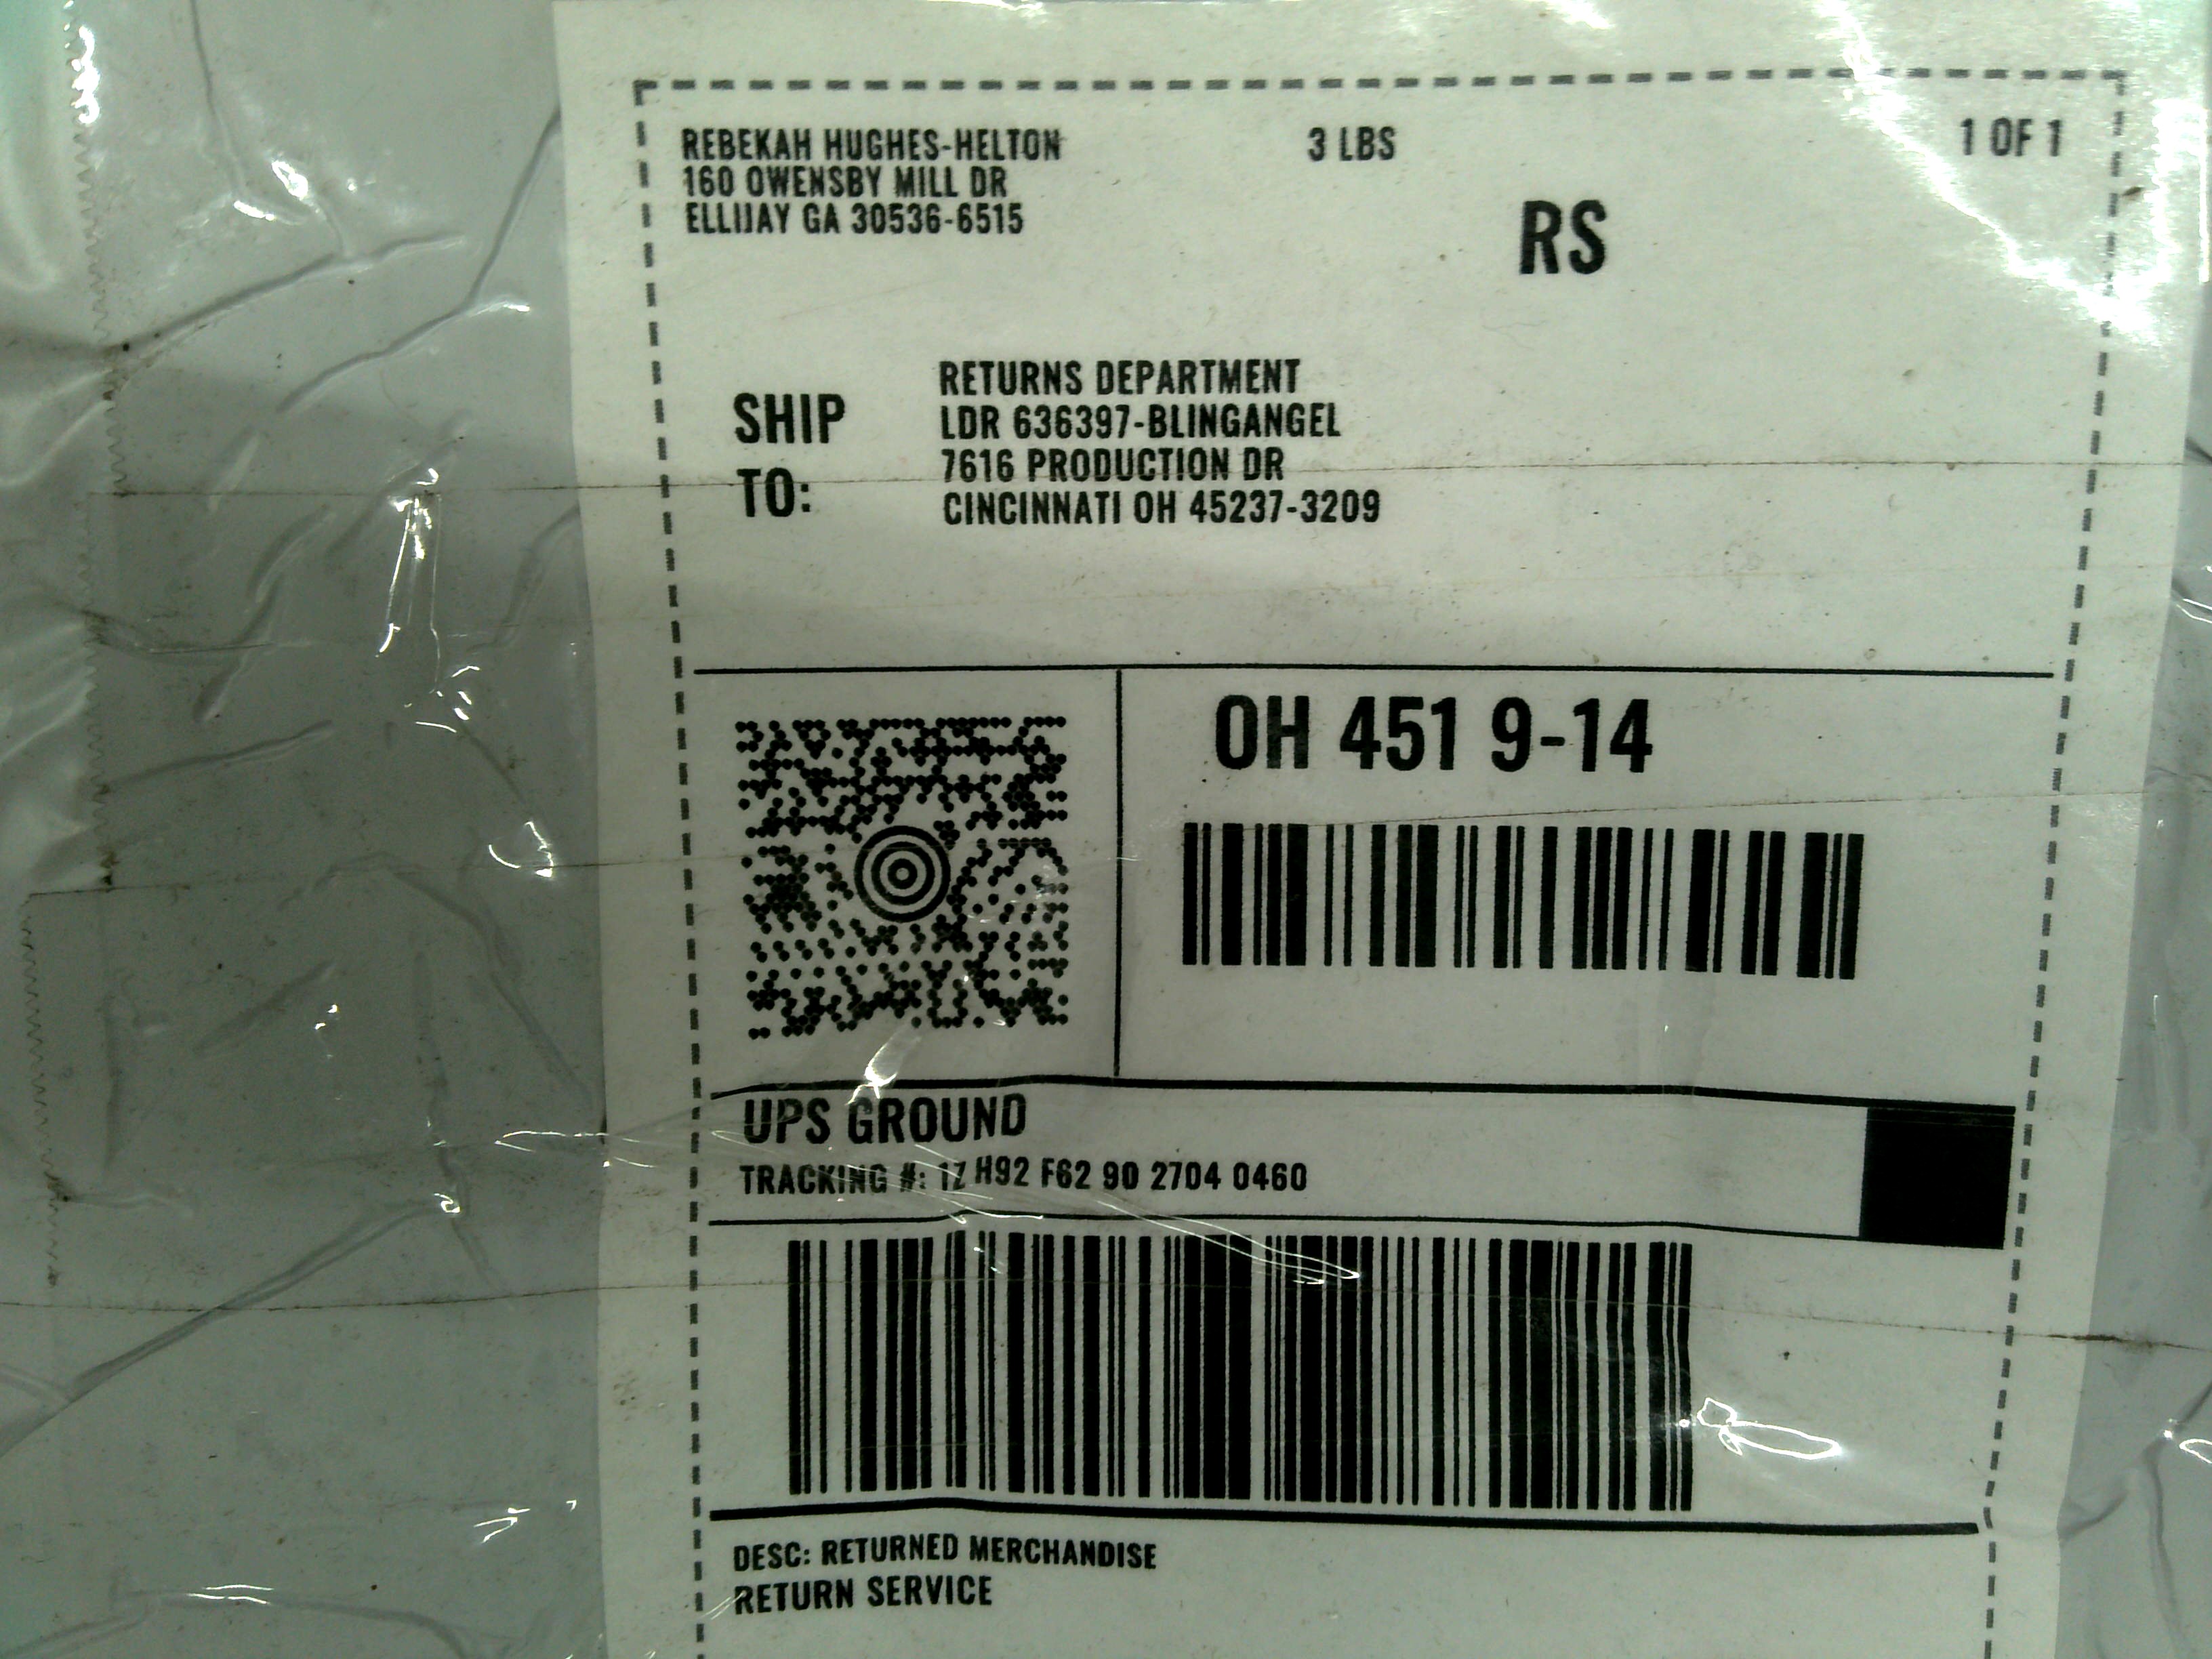 REBEKAH HUGHES-HELTON
160 OWENSBY MILL DR
ELLIJAY GA 30536-6515
3 LBS
1 OF 1
RS
SHIP TO:
RETURNS DEPARTMENT
LDR 636397-BLINGANGEL
7616 PRODUCTION DR
CINCINNATI OH 45237-3209
OH 451 9-14
UPS GROUND
TRACKING #: 1Z H92 F62 90 2704 0460
DESC: RETURNED MERCHANDISE
RETURN SERVICE